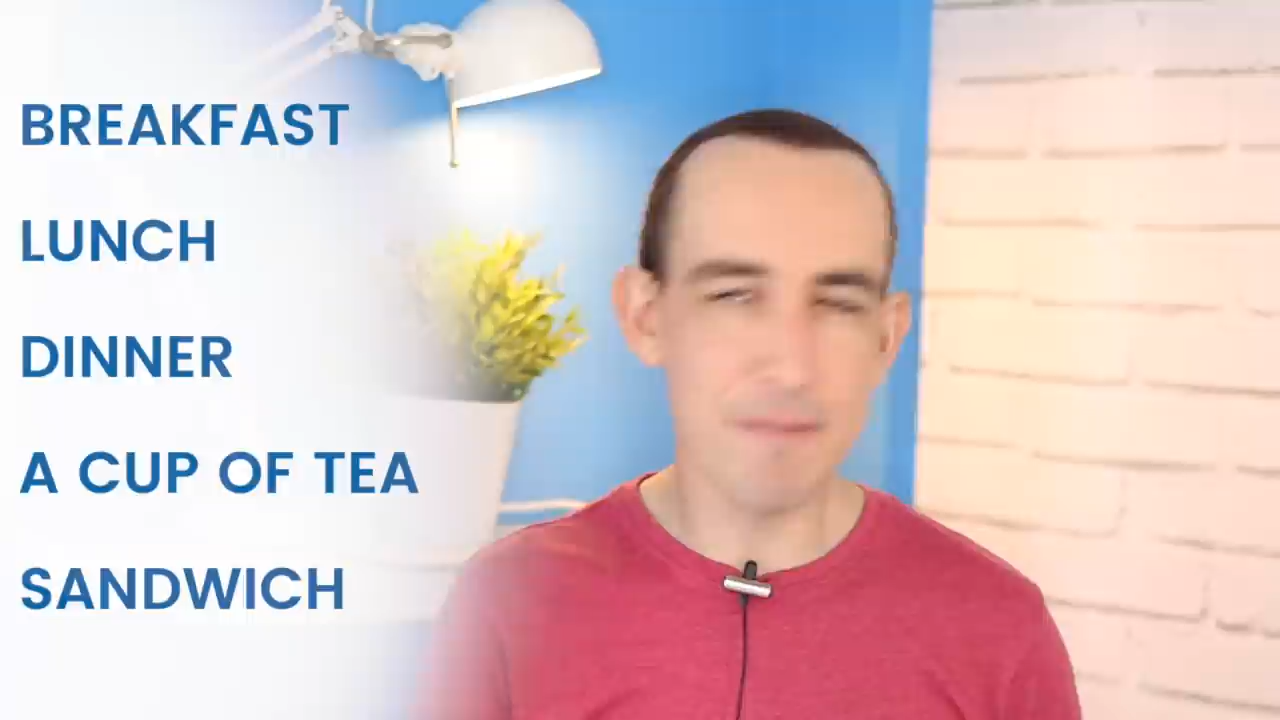 BREAKFAST
LUNCH
DINNER
A CUP OF TEA
SANDWICH